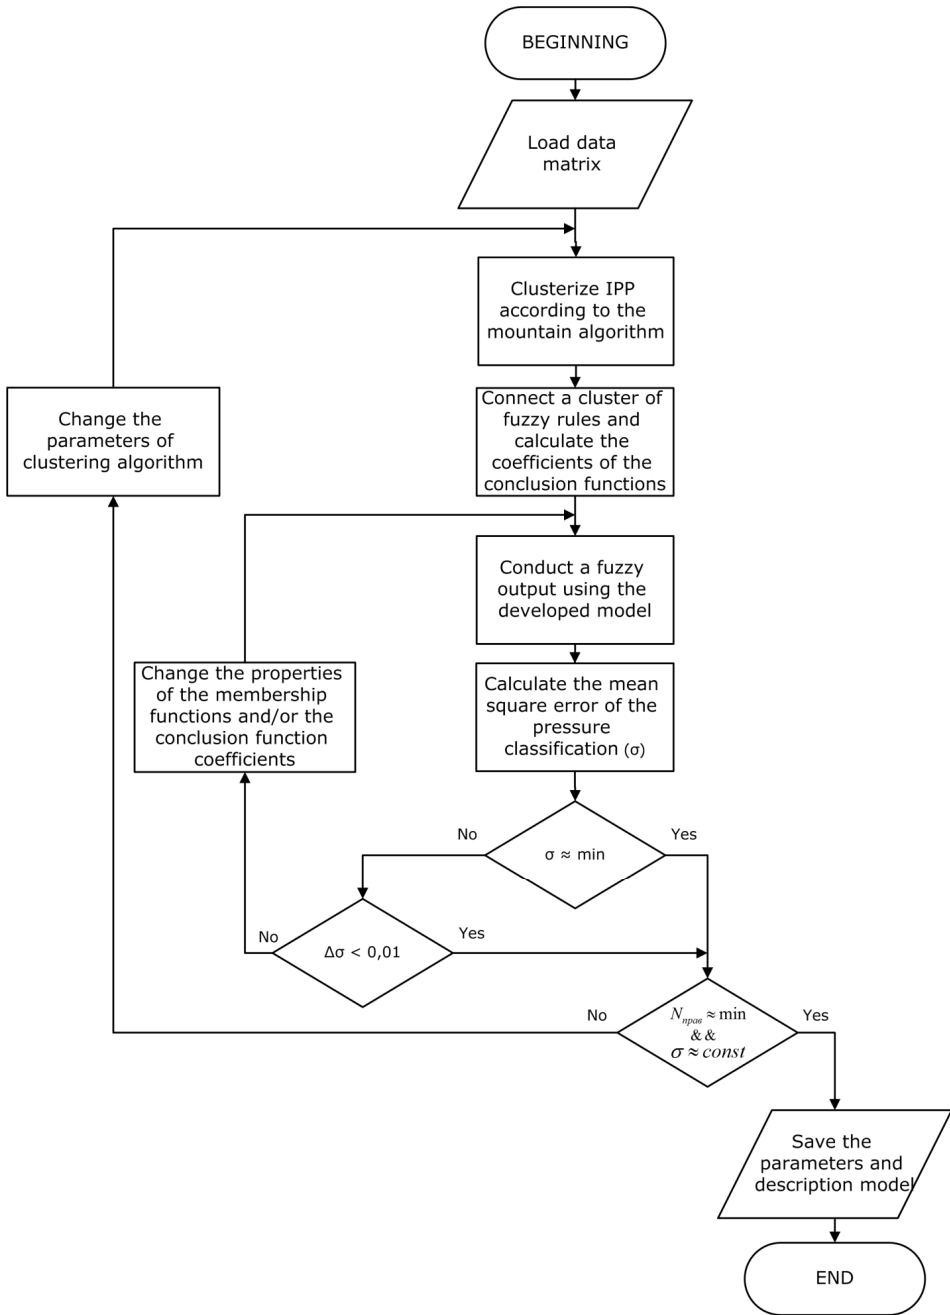 BEGINNING
Load data
matrix
Clusterize IPP
according to the
mountain algorithm
Connect a cluster of
fuzzy rules and
calculate the
coefficients of the
conclusion functions
Change the
parameters of
clustering algorithm
Conduct a fuzzy
output using the
developed model
Change the properties
of the membership
functions and/or the
conclusion function
coefficients
Calculate the mean
square error of the
pressure
classification (σ)
No
Yes
σ ≈ min
No
Yes
Δσ < 0,01
No
Yes
N_прав ≈ min
& &
σ ≈ const
Save the
parameters and
description model
END